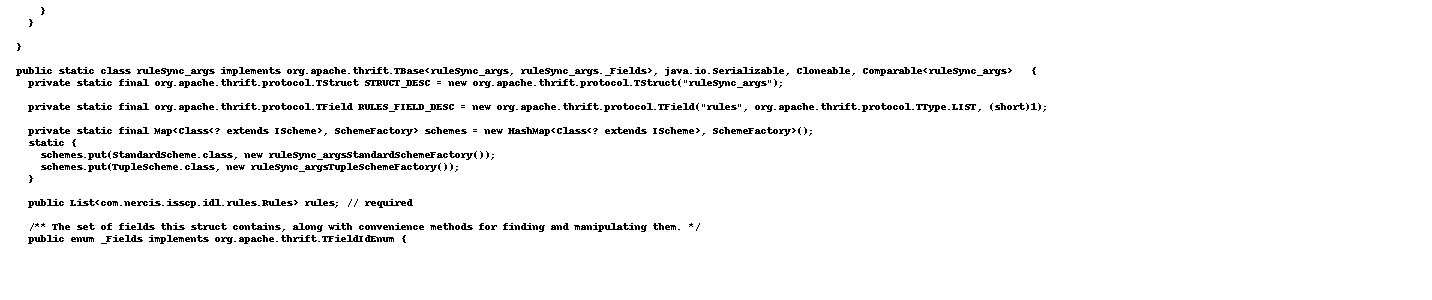 }
  }

}

public static class ruleSync_args implements org.apache.thrift.TBase<ruleSync_args, ruleSync_args._Fields>, java.io.Serializable, Cloneable, Comparable<ruleSync_args>   {
  private static final org.apache.thrift.protocol.TStruct STRUCT_DESC = new org.apache.thrift.protocol.TStruct("ruleSync_args");

  private static final org.apache.thrift.protocol.TField RULES_FIELD_DESC = new org.apache.thrift.protocol.TField("rules", org.apache.thrift.protocol.TType.LIST, (short)1);

  private static final Map<Class<? extends IScheme>, SchemeFactory> schemes = new HashMap<Class<? extends IScheme>, SchemeFactory>();
  static {
    schemes.put(StandardScheme.class, new ruleSync_argsStandardSchemeFactory());
    schemes.put(TupleScheme.class, new ruleSync_argsTupleSchemeFactory());
  }

  public List<com.nercis.isscp.idl.rules.Rules> rules; // required

  /** The set of fields this struct contains, along with convenience methods for finding and manipulating them. */
  public enum _Fields implements org.apache.thrift.TFieldIdEnum {